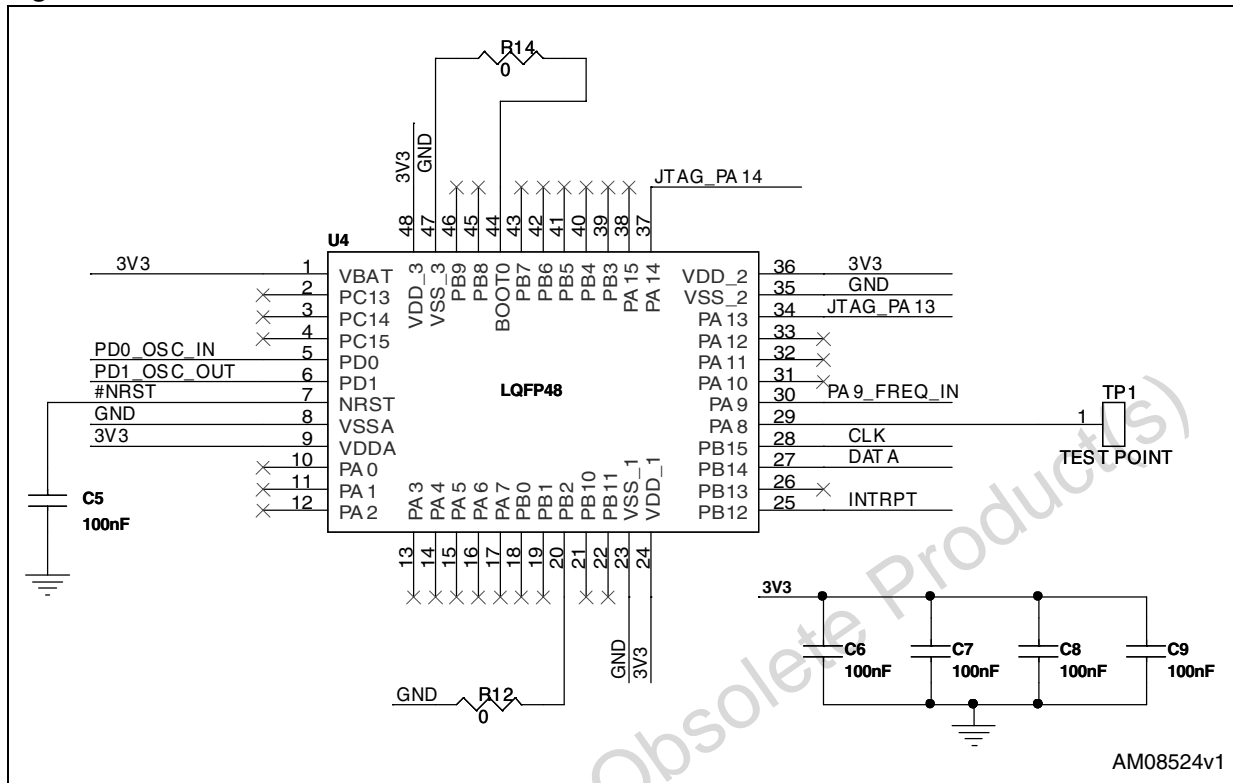 R14
0
3V3
GND
JTAG_PA14
48
47
46
45
44
43
42
41
40
39
38
37
U4
VDD_3
VSS_3
PB9
PB8
BOOT0
PB7
PB6
PB5
PB4
PB3
PA15
PA14
3V3
1
VBAT
2
PC13
3
PC14
4
PC15
PD0_OSC_IN
5
PD0
PD1_OSC_OUT
6
PD1
#NRST
7
NRST
GND
8
VSSA
3V3
9
VDDA
10
PA0
11
PA1
12
PA2
LQFP48
VDD_2
36
3V3
VSS_2
35
GND
PA13
34
JTAG_PA13
PA12
33
PA11
32
PA10
31
PA9
30
PA9_FREQ_IN
PA8
29
PB15
28
CLK
PB14
27
DATA
PB13
26
PB12
25
INTRPT
1
TP1
TEST POINT
C5
100nF
PA3
PA4
PA5
PA6
PA7
PB0
PB1
PB2
PB10
PB11
VSS_1
VDD_1
13
14
15
16
17
18
19
20
21
22
23
24
GND
3V3
GND
R12
0
3V3
C6
100nF
C7
100nF
C8
100nF
C9
100nF
Obsolete Product(s)
AM08524v1